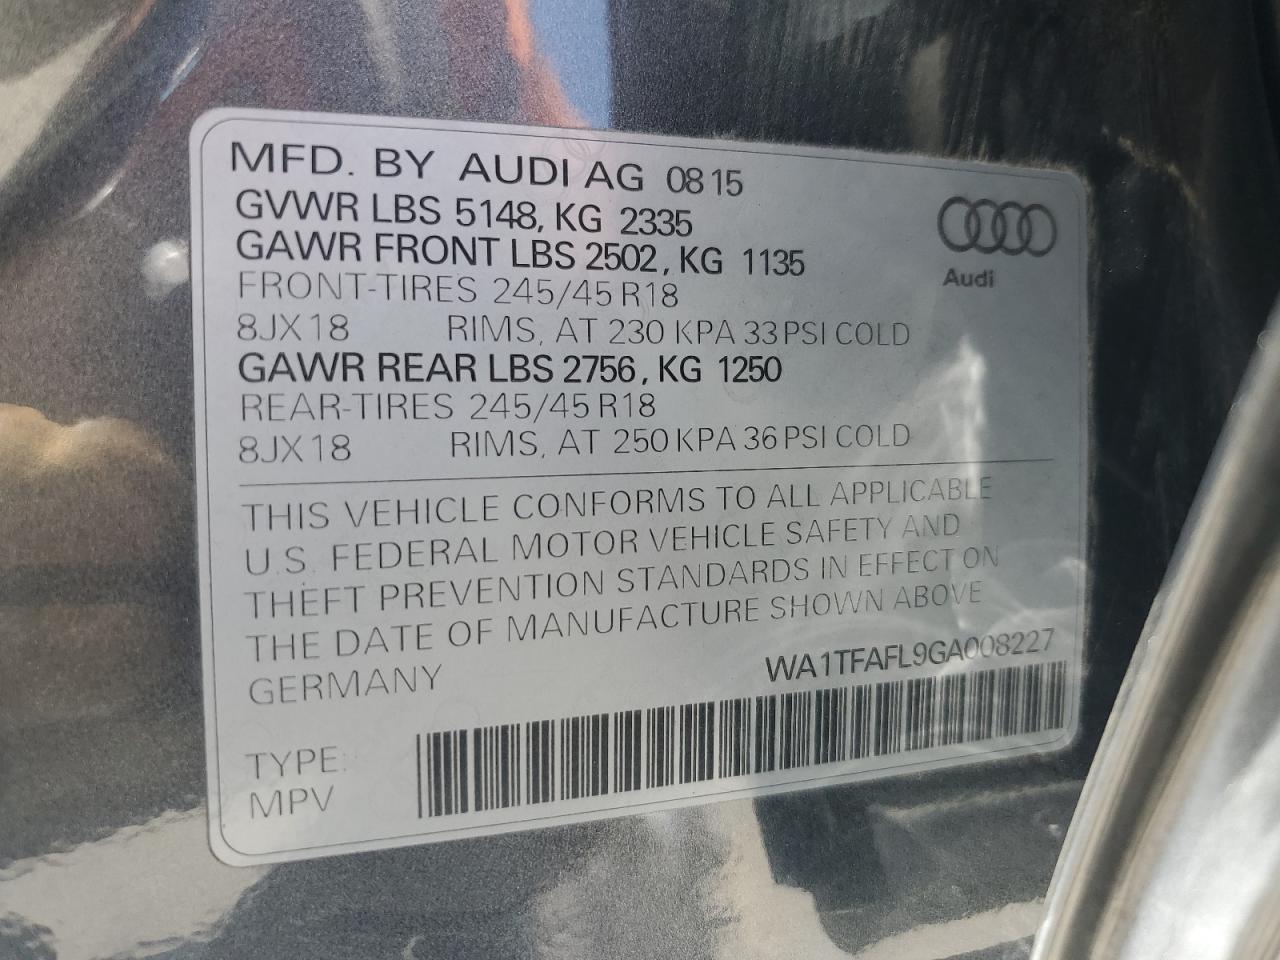 MFD. BY AUDI AG 08 15
GVWR LBS 5148, KG 2335
GAWR FRONT LBS 2502, KG 1135
FRONT-TIRES 245/45 R18
8JX18 RIMS, AT 230 KPA 33 PSI COLD
GAWR REAR LBS 2756, KG 1250
REAR-TIRES 245/45 R18
8JX18 RIMS, AT 250 KPA 36 PSI COLD
Audi
THIS VEHICLE CONFORMS TO ALL APPLICABLE
U.S. FEDERAL MOTOR VEHICLE SAFETY AND
THEFT PREVENTION STANDARDS IN EFFECT ON
THE DATE OF MANUFACTURE SHOWN ABOVE
GERMANY
WA1TFAFL9GA008227
TYPE:
MPV